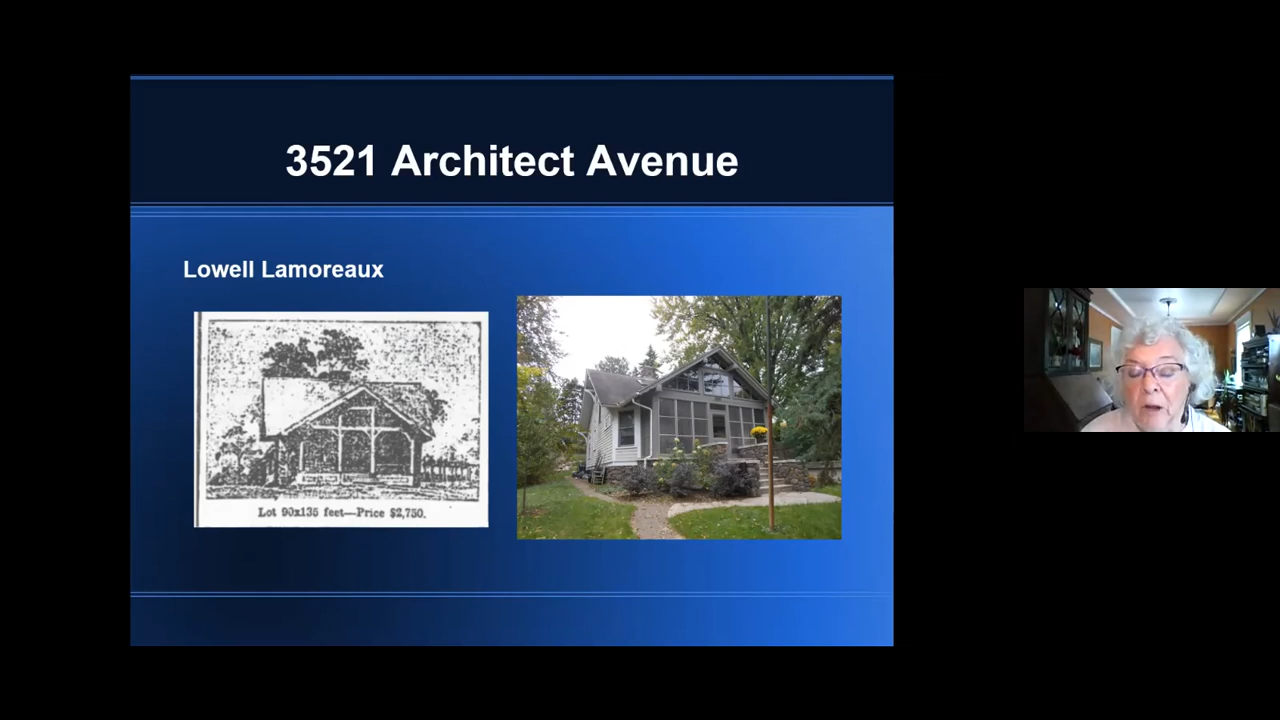 3521 Architect Avenue
Lowell Lamoreaux
Lot 90x135 feet—Price $2,750.